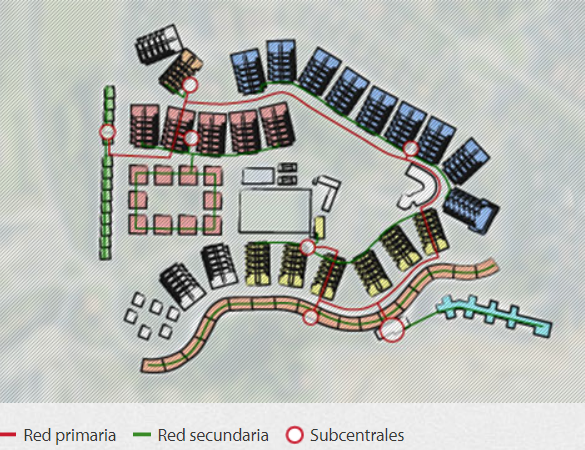 Red primaria
Red secundaria
Subcentrales